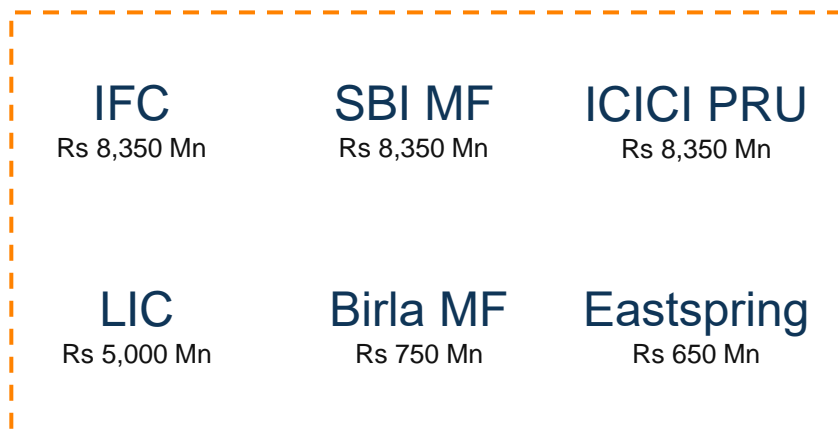 IFC
Rs 8,350 Mn
SBI MF
Rs 8,350 Mn
ICICI PRU
Rs 8,350 Mn
LIC
Rs 5,000 Mn
Birla MF
Rs 750 Mn
Eastspring
Rs 650 Mn